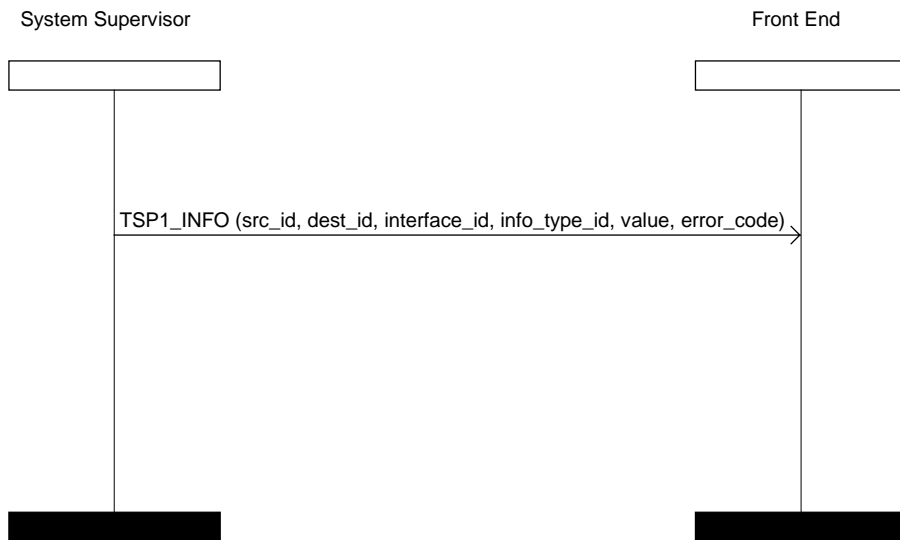 System Supervisor
Front End
TSP1_INFO (src_id, dest_id, interface_id, info_type_id, value, error_code)